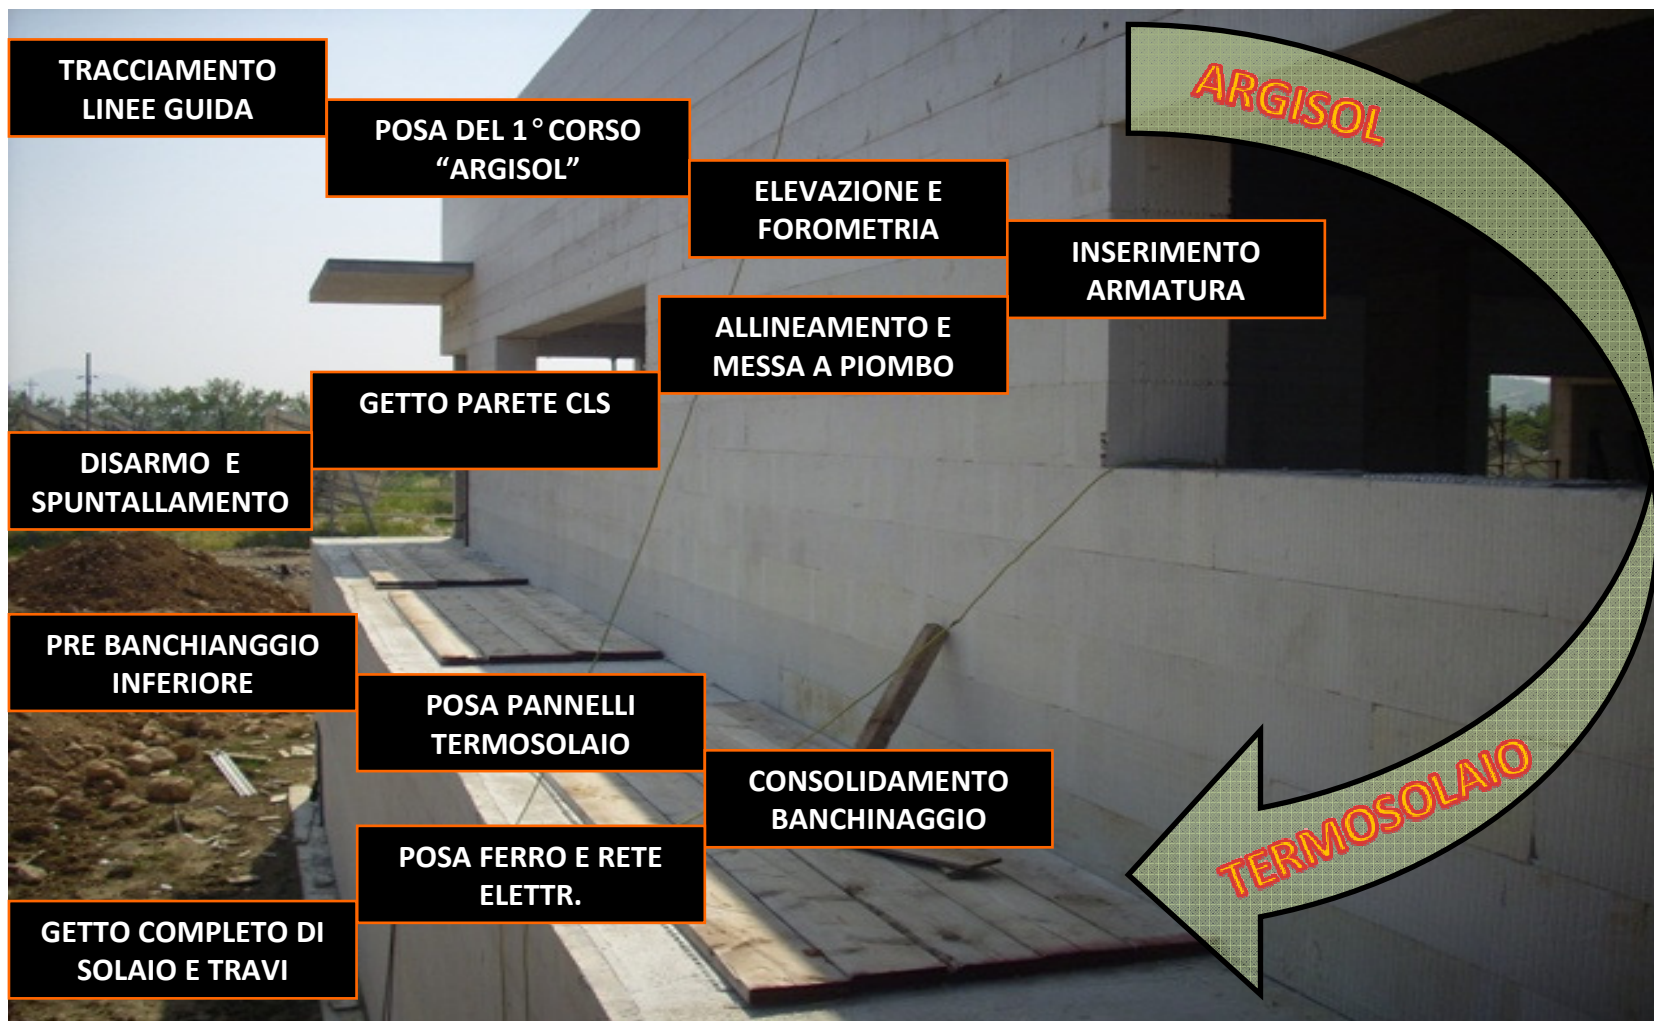 TRACCIAMENTO
LINEE GUIDA
POSA DEL 1° CORSO
“ARGISOL”
ELEVAZIONE E
FOROMETRIA
INSERIMENTO
ARMATURA
ALLINEAMENTO E
MESSA A PIOMBO
GETTO PARETE CLS
DISARMO E
SPUNTALLAMENTO
ARGISOL
PRE BANCHIANGGIO
INFERIORE
POSA PANNELLI
TERMOSOLAIO
CONSOLIDAMENTO
BANCHINAGGIO
POSA FERRO E RETE
ELETTR.
GETTO COMPLETO DI
SOLAIO E TRAVI
TERMOSOLAIO